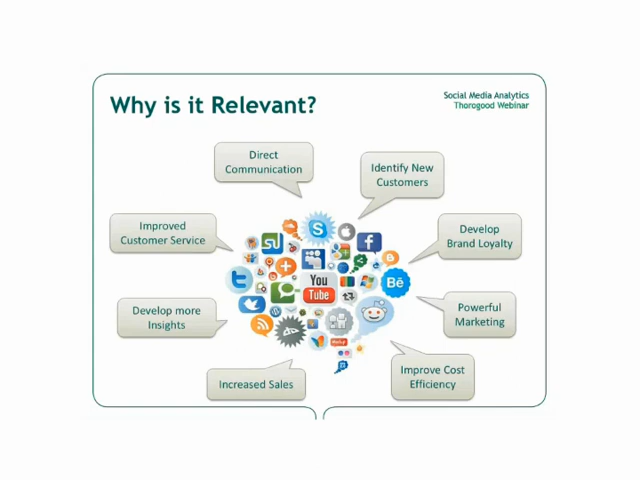 Why is it Relevant?
Social Media Analytics
Thorogood Webinar
Direct
Communication
Identify New
Customers
Improved
Customer Service
Develop
Brand Loyalty
Develop more
Insights
Powerful
Marketing
Increased Sales
Improve Cost
Efficiency
You
Tube
Bē